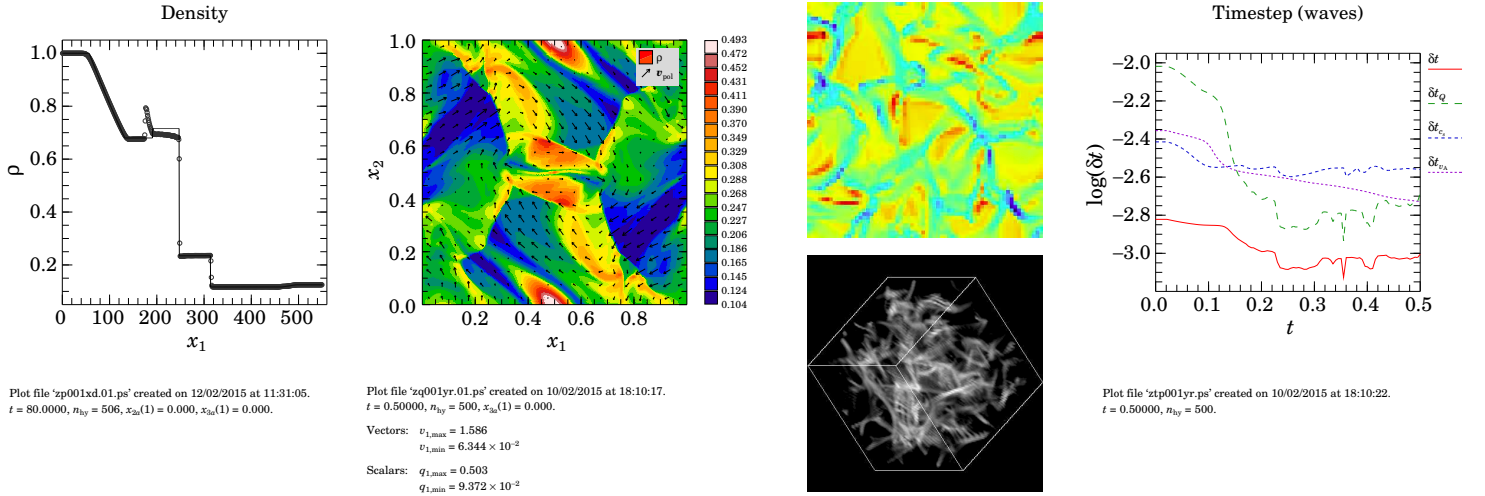 Density
ρ
1.0
0.8
0.6
0.4
0.2
0 100 200 300 400 500
x₁
Plot file ‘zp001xd.01.ps’ created on 12/02/2015 at 11:31:05.
t = 80.0000, nhy = 506, x2a(1) = 0.000, x3a(1) = 0.000.
x₂
1.0
0.8
0.6
0.4
0.2
0.0
0.2 0.4 0.6 0.8
x₁
ρ
vpol
0.493
0.472
0.452
0.431
0.411
0.390
0.370
0.349
0.329
0.308
0.288
0.268
0.247
0.227
0.206
0.186
0.165
0.145
0.124
0.104
Plot file ‘zq001yr.01.ps’ created on 10/02/2015 at 18:10:17.
t = 0.50000, nhy = 500, x3a(1) = 0.000.
Vectors: v1,max = 1.586
v1,min = 6.344 × 10⁻²
Scalars: q1,max = 0.503
q1,min = 9.372 × 10⁻²
Timestep (waves)
log(δt)
−2.0
−2.2
−2.4
−2.6
−2.8
−3.0
0.0 0.1 0.2 0.3 0.4 0.5
t
δt
δtQ
δtcs
δtvA
Plot file ‘ztp001yr.ps’ created on 10/02/2015 at 18:10:22.
t = 0.50000, nhy = 500.